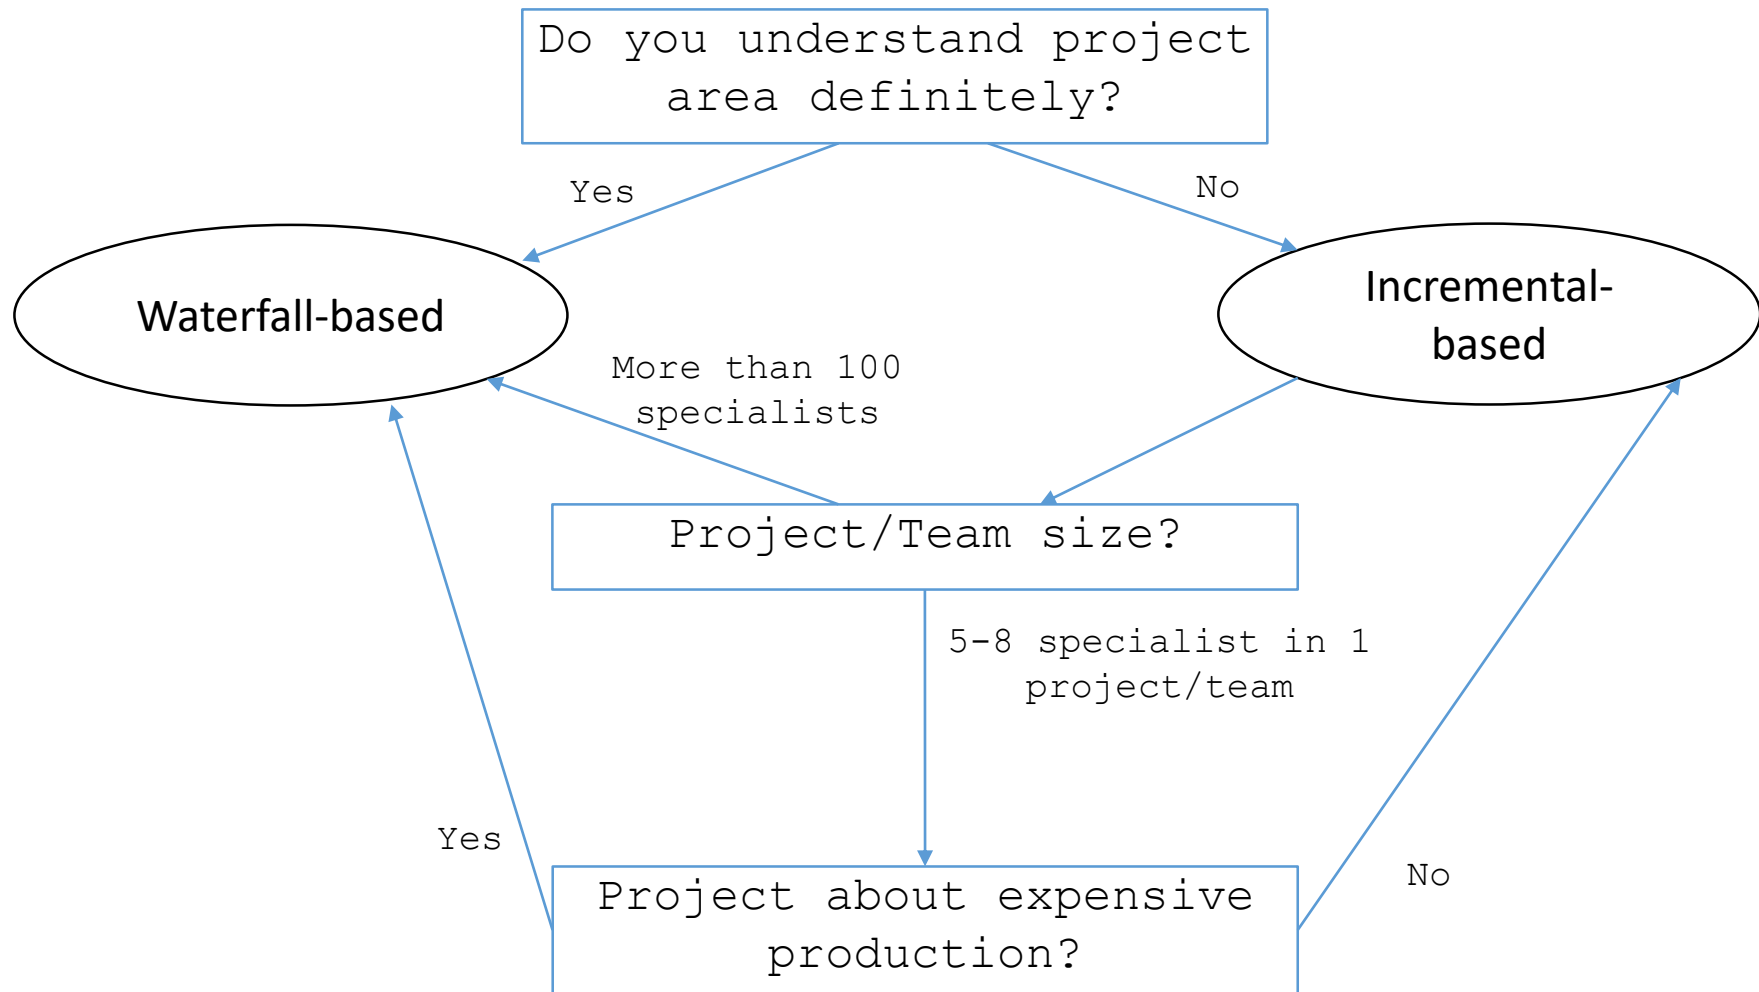 Do you understand project
area definitely?
Yes
No
Waterfall-based
Incremental-
based
More than 100
specialists
Project/Team size?
5-8 specialist in 1
project/team
Yes
No
Project about expensive
production?